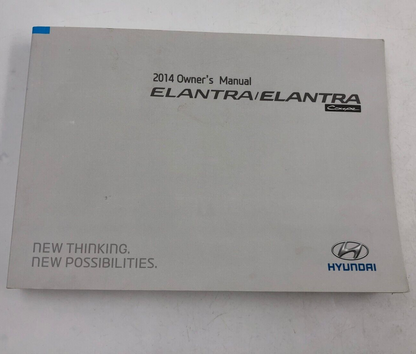 2014 Owner's Manual
ELANTRA/ELANTRA
Coupe
NEW THINKING.
NEW POSSIBILITIES.
HYUNDAI